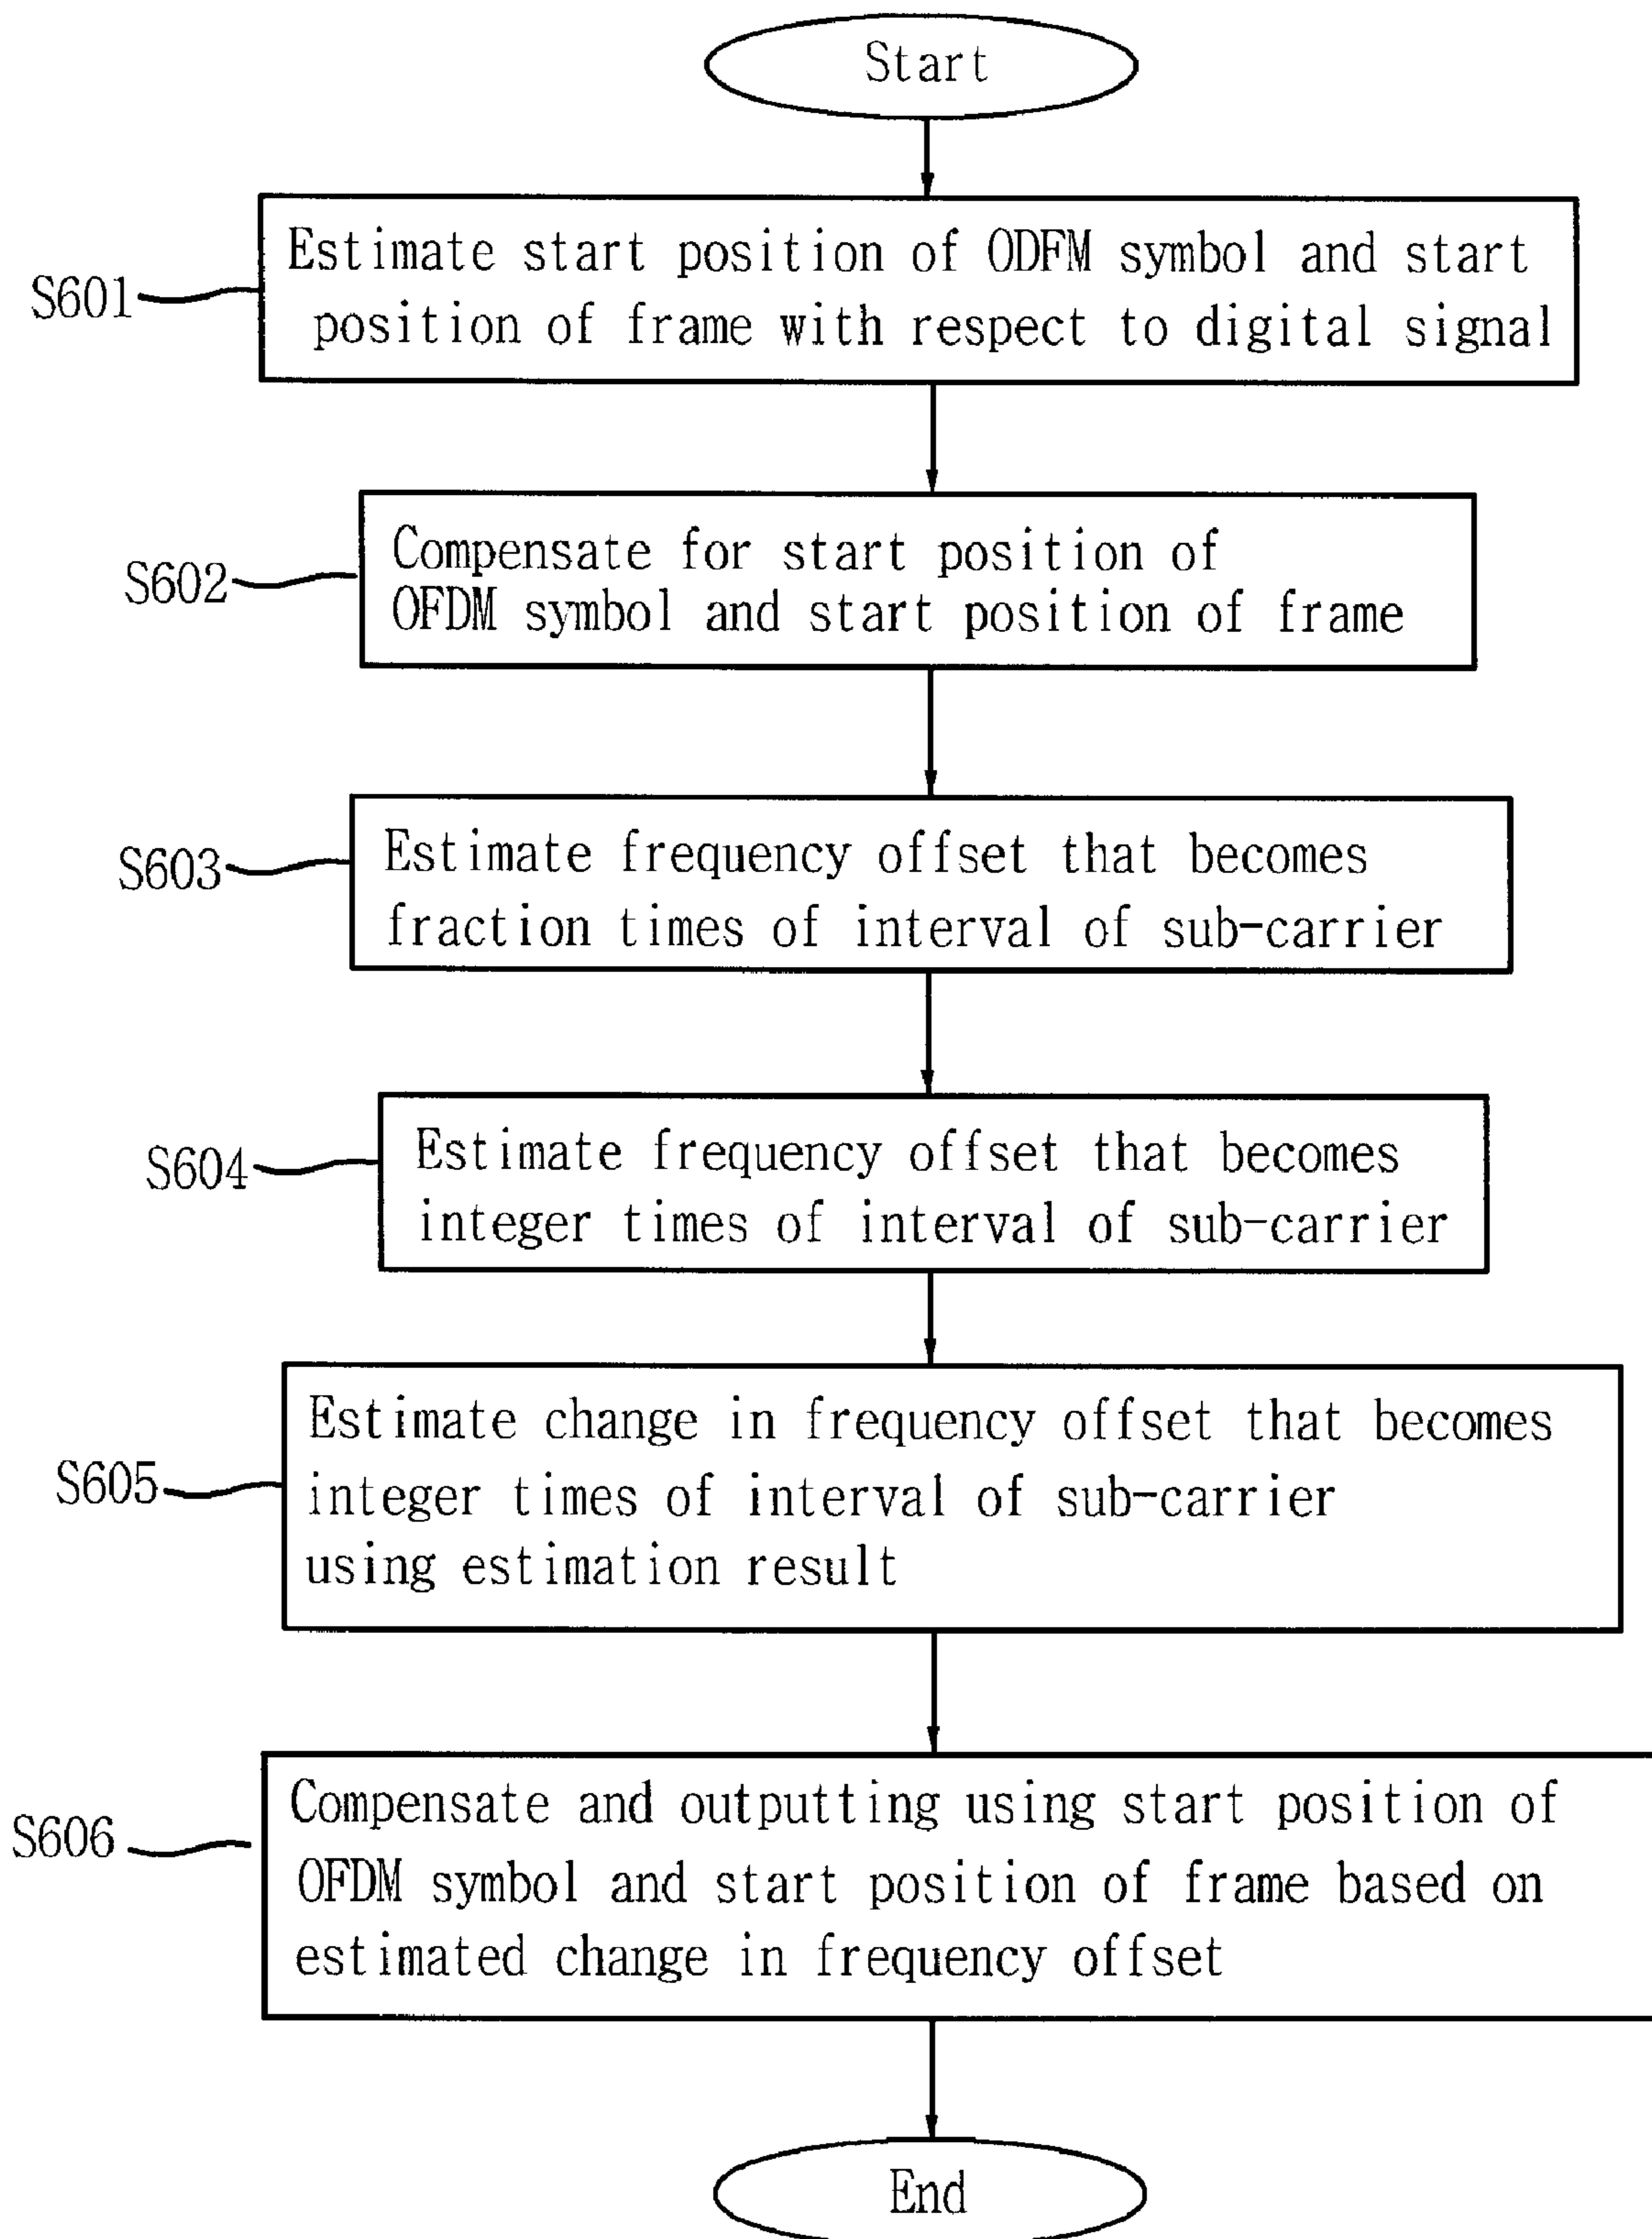 Start
S601
Estimate start position of ODFM symbol and start
position of frame with respect to digital signal
S602
Compensate for start position of
OFDM symbol and start position of frame
S603
Estimate frequency offset that becomes
fraction times of interval of sub-carrier
S604
Estimate frequency offset that becomes
integer times of interval of sub-carrier
S605
Estimate change in frequency offset that becomes
integer times of interval of sub-carrier
using estimation result
S606
Compensate and outputting using start position of
OFDM symbol and start position of frame based on
estimated change in frequency offset
End